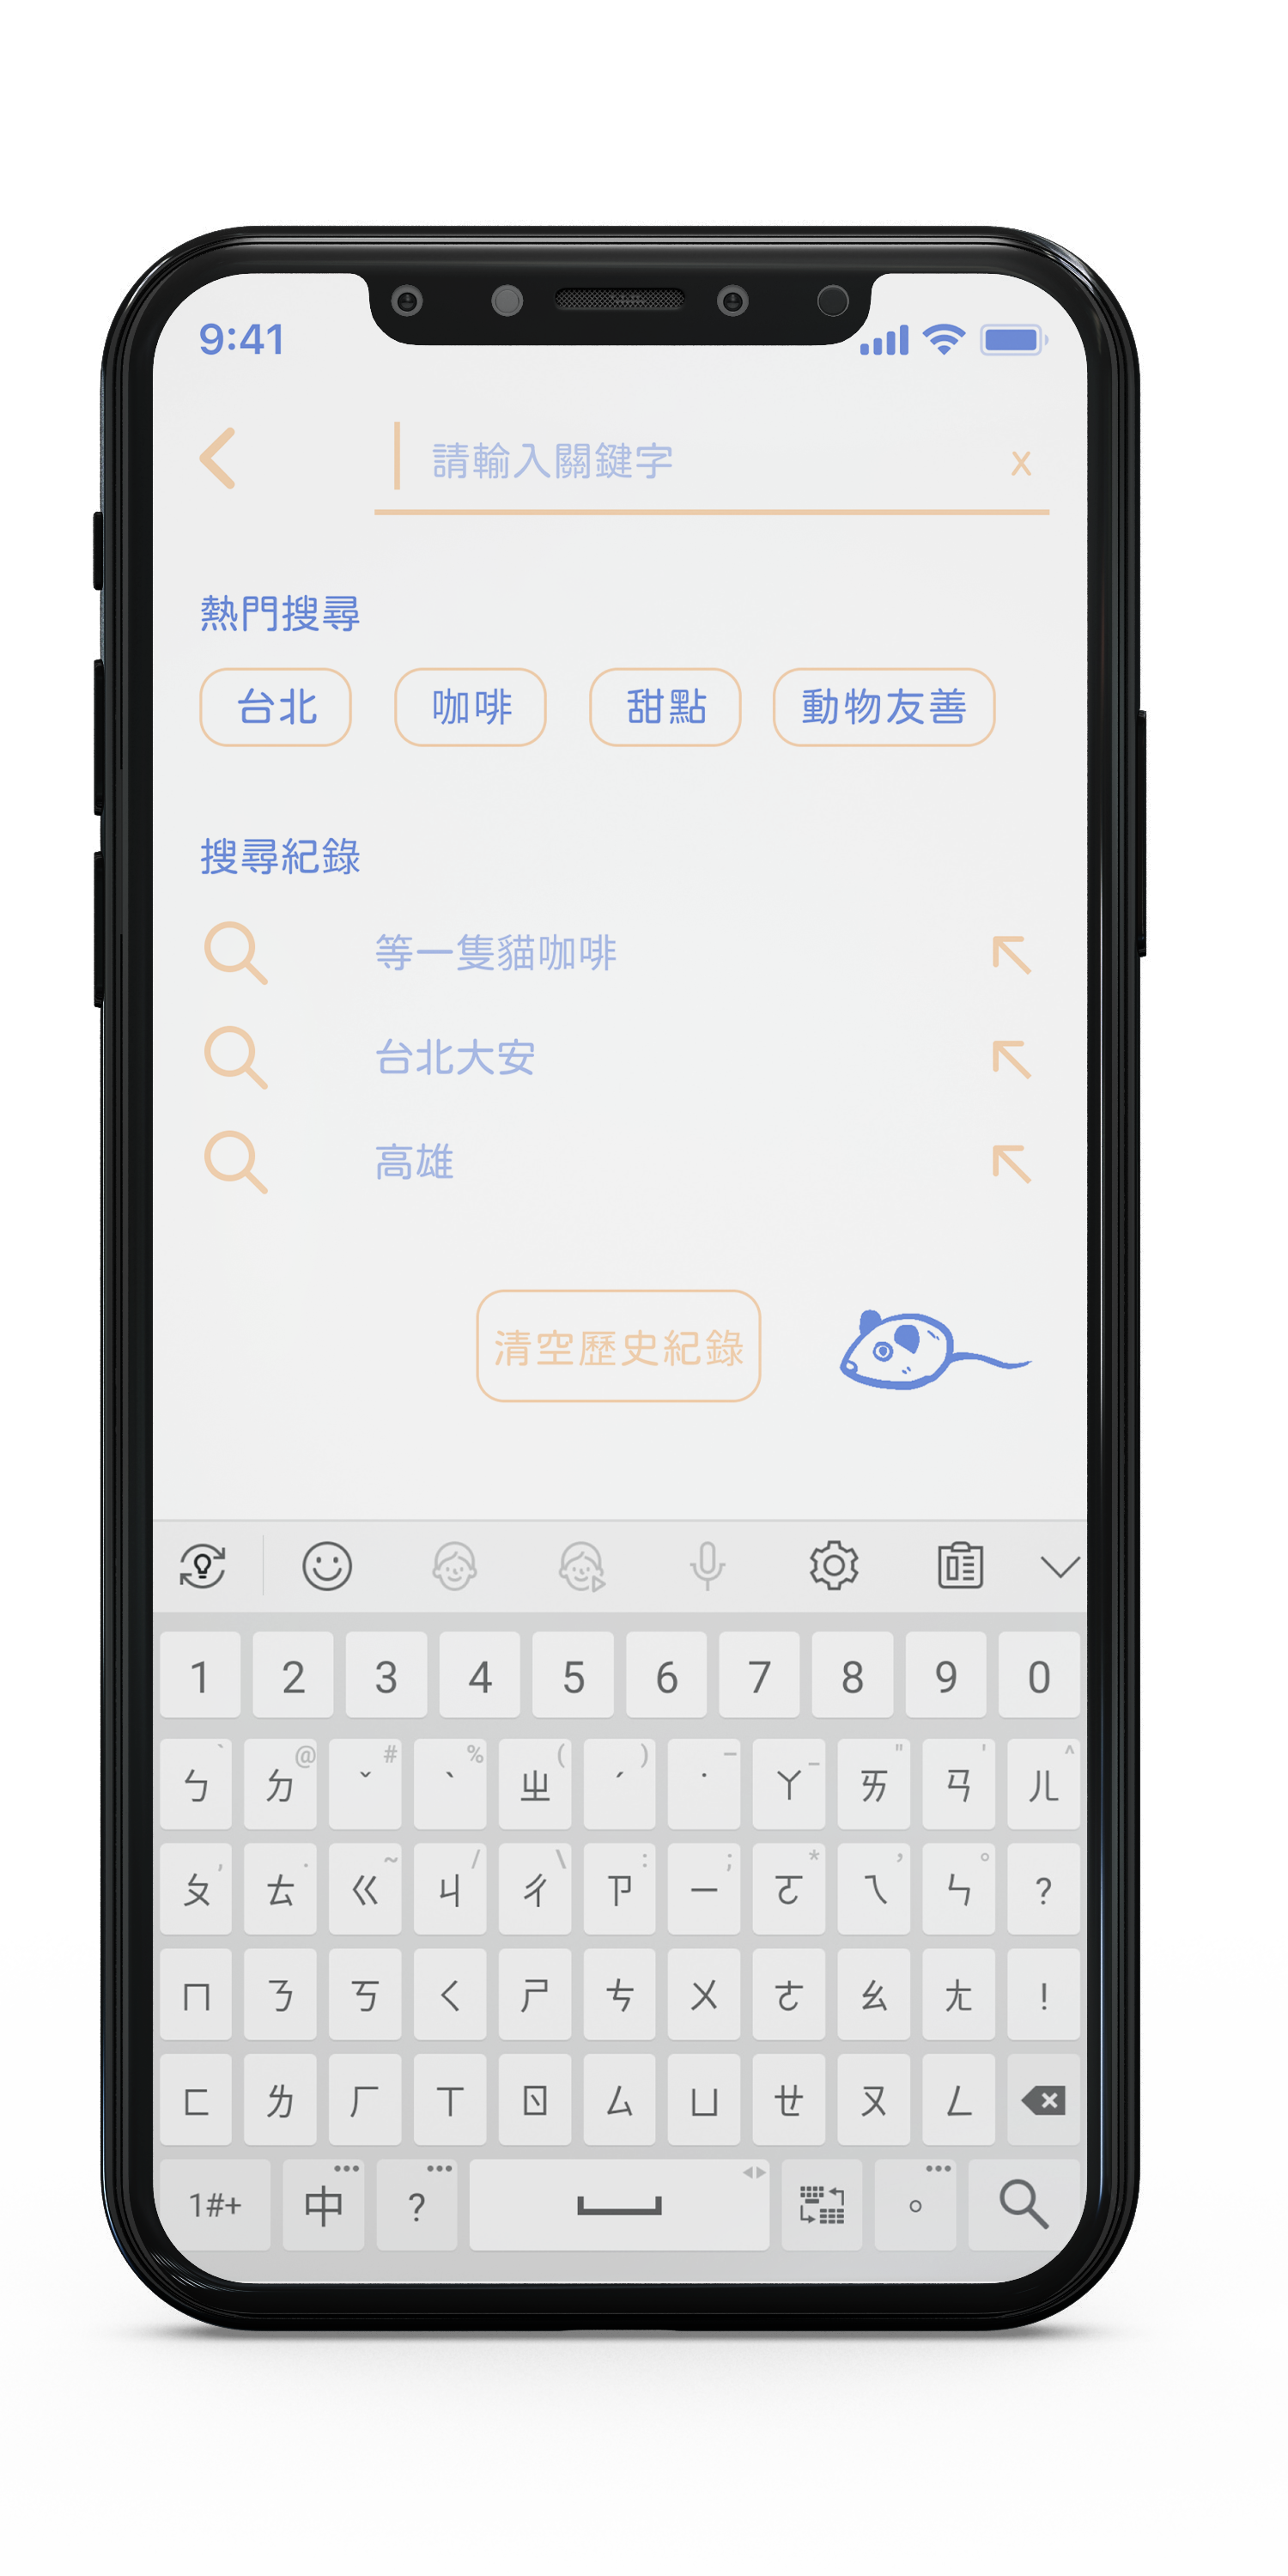 9:41
請輸入關鍵字 x
熱門搜尋
台北 咖啡 甜點 動物友善
搜尋紀錄
等一隻貓咖啡
台北大安
高雄
清空歷史紀錄
1 2 3 4 5 6 7 8 9 0
ˋ @ # % ( ) – _ " ' ^
ㄅ ㄉ ˇ ˋ ㄓ ˊ ˙ ㄚ ㄞ ㄢ ㄦ
, . ~ / \ : ; * ， 。
ㄆ ㄊ ㄍ ㄐ ㄔ ㄗ ㄧ ㄛ ㄟ ㄣ ?
ㄇ ㄋ ㄎ ㄑ ㄕ ㄘ ㄨ ㄜ ㄠ ㄤ !
ㄈ ㄌ ㄏ ㄒ ㄖ ㄙ ㄩ ㄝ ㄡ ㄥ
1#+ 中 ? 。